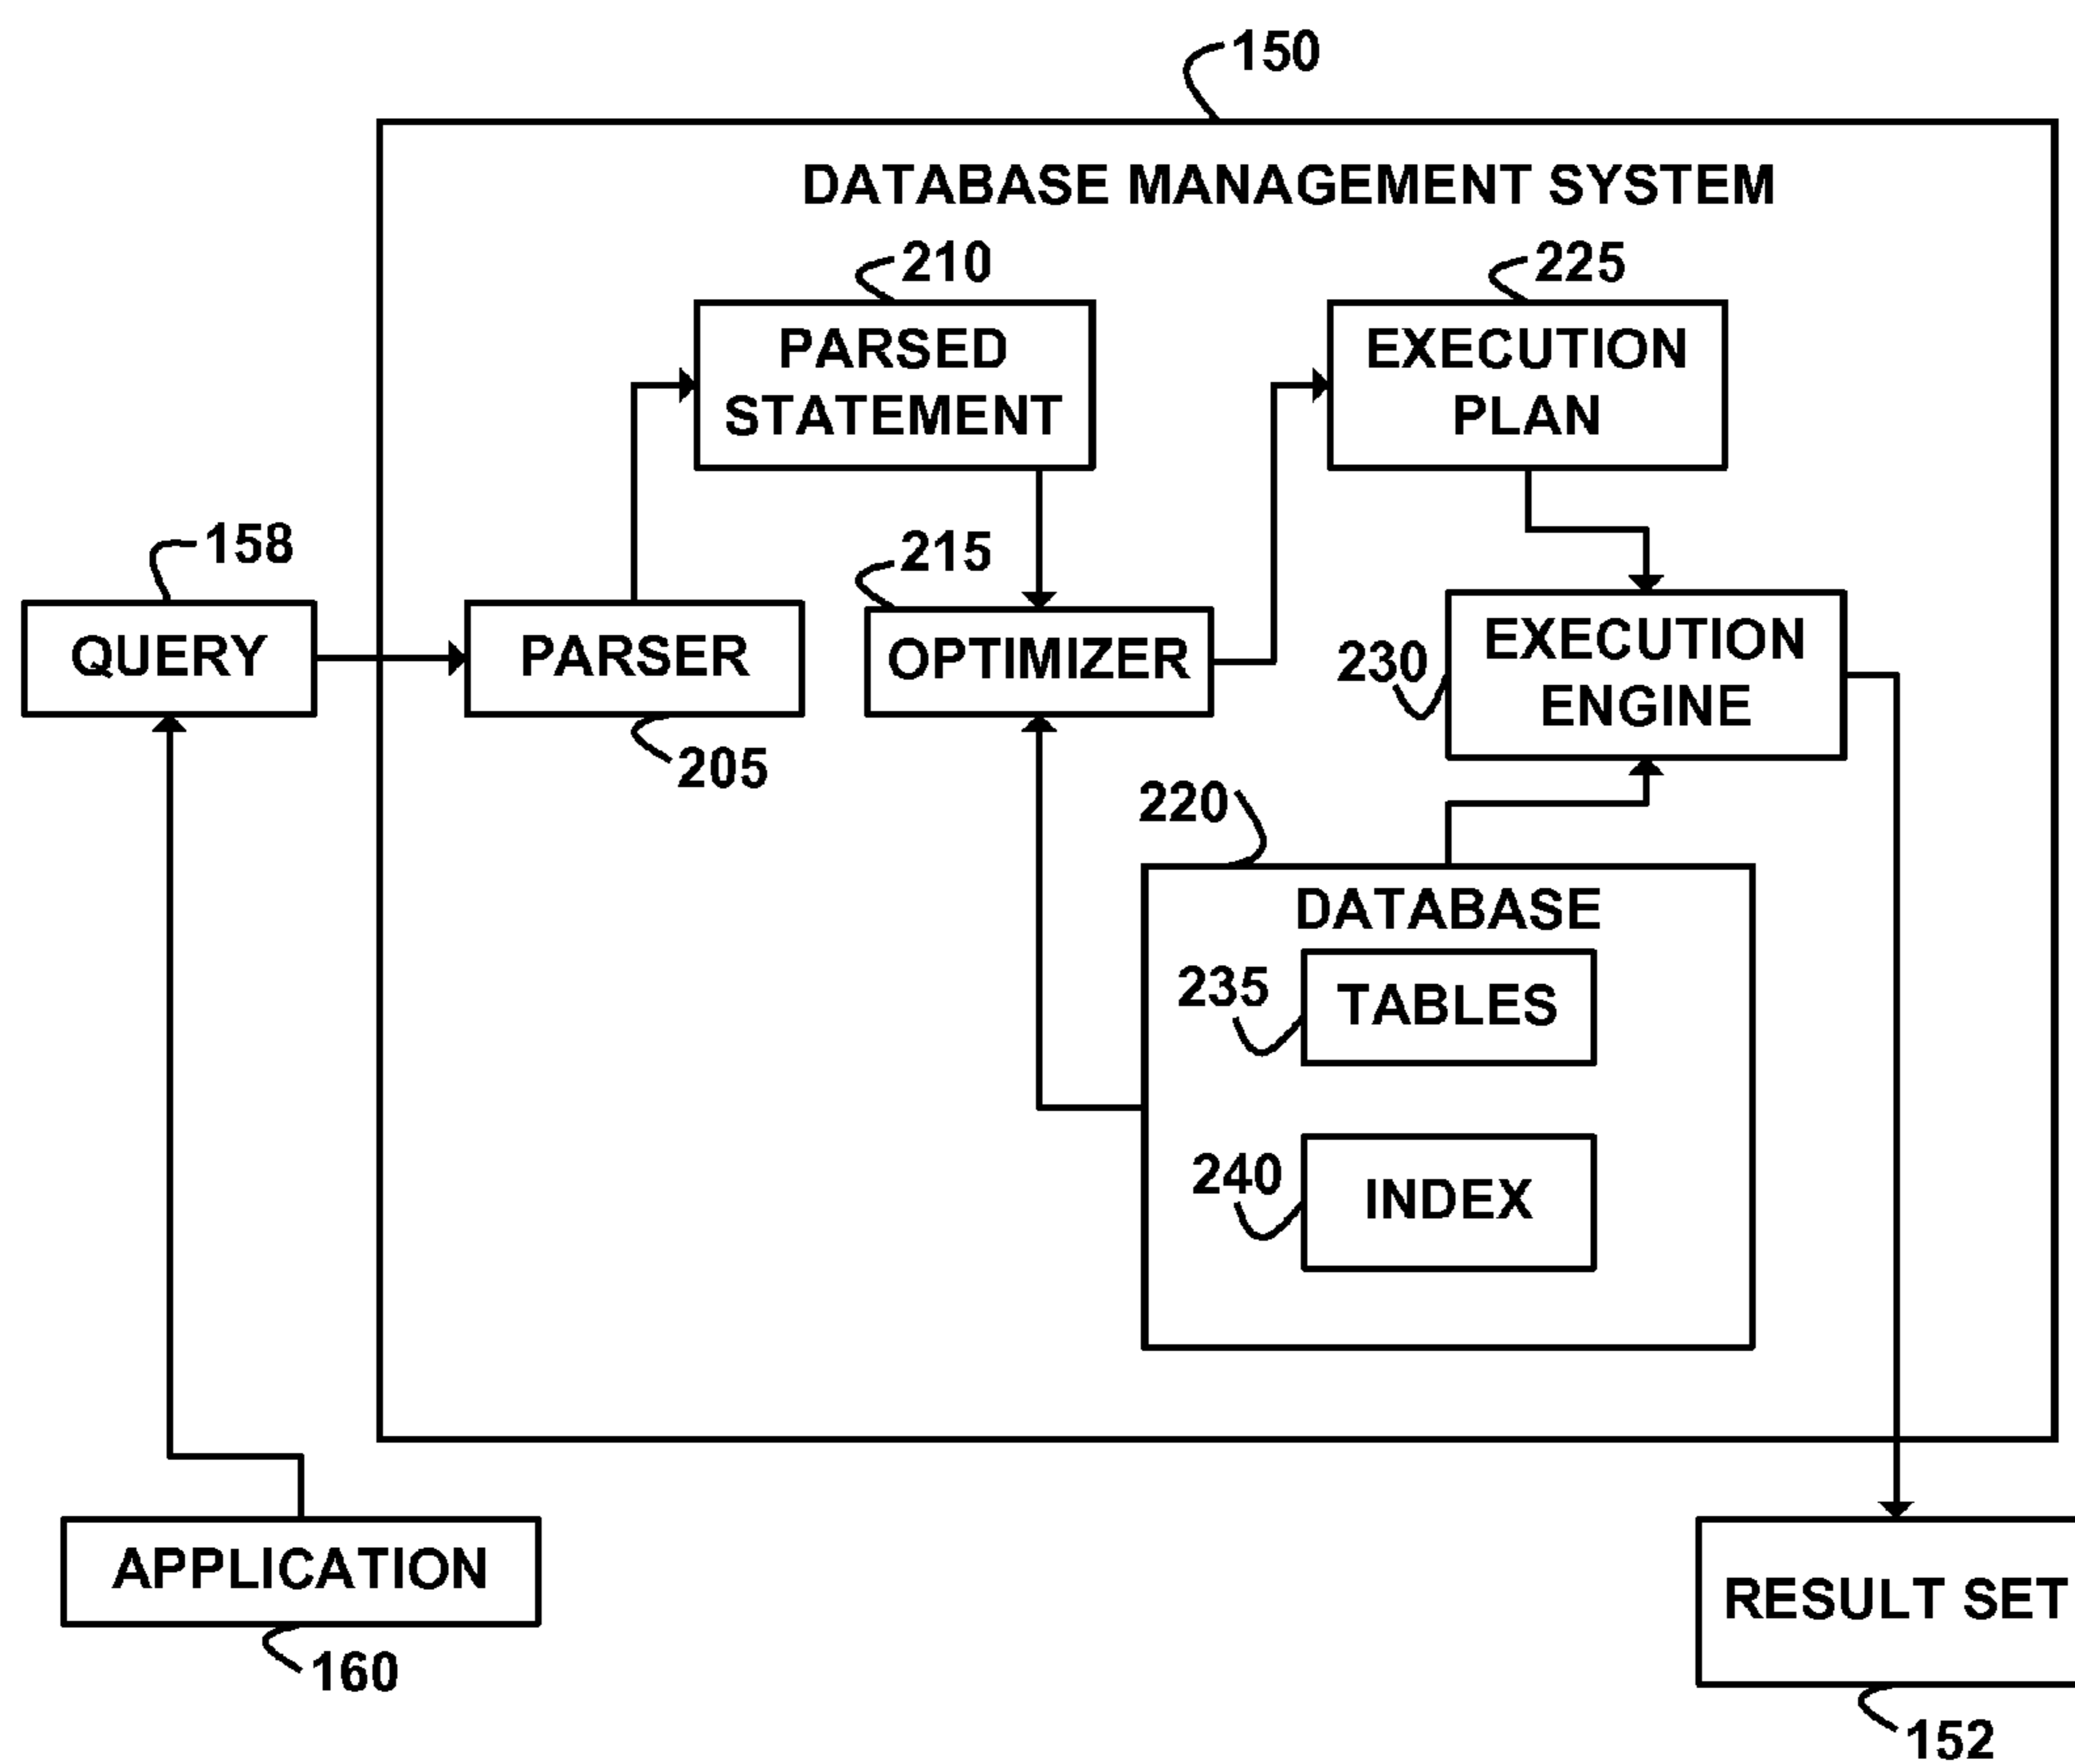 150
DATABASE MANAGEMENT SYSTEM
210
225
PARSED
STATEMENT
EXECUTION
PLAN
158
215
QUERY
PARSER
OPTIMIZER
230
EXECUTION
ENGINE
205
220
DATABASE
235
TABLES
240
INDEX
APPLICATION
160
RESULT SET
152